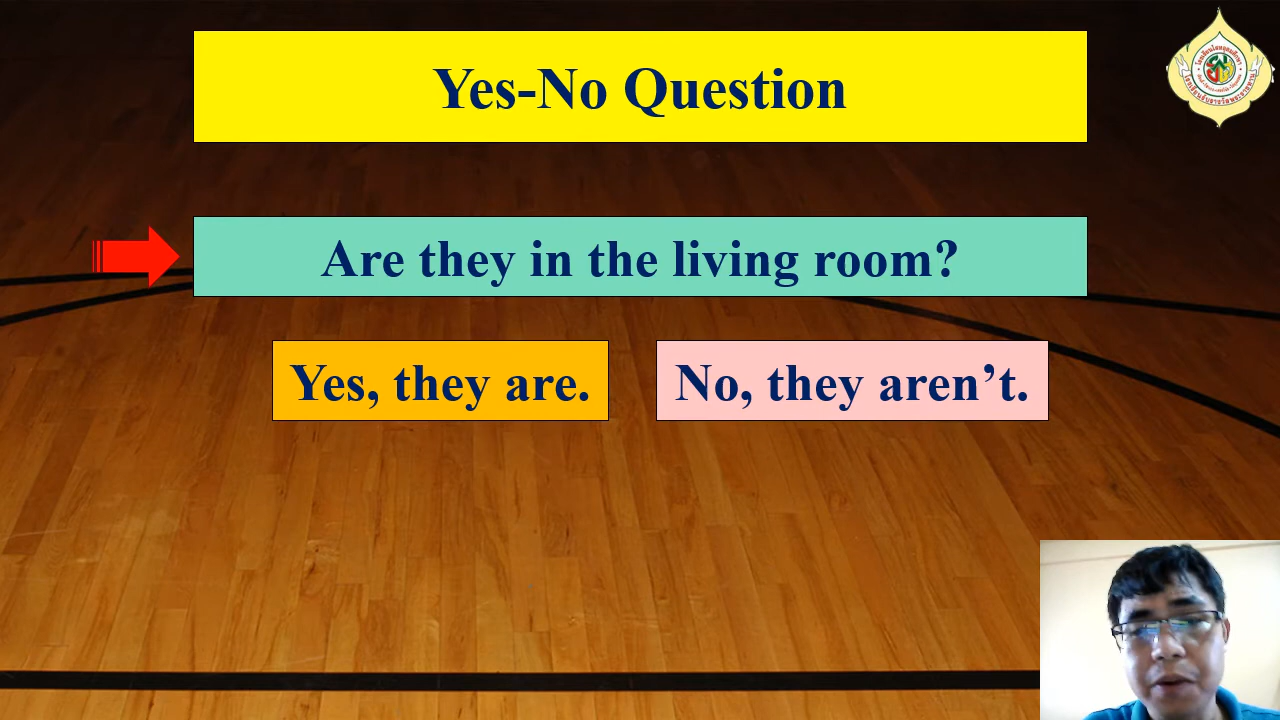 Yes-No Question
Are they in the living room?
Yes, they are.
No, they aren’t.